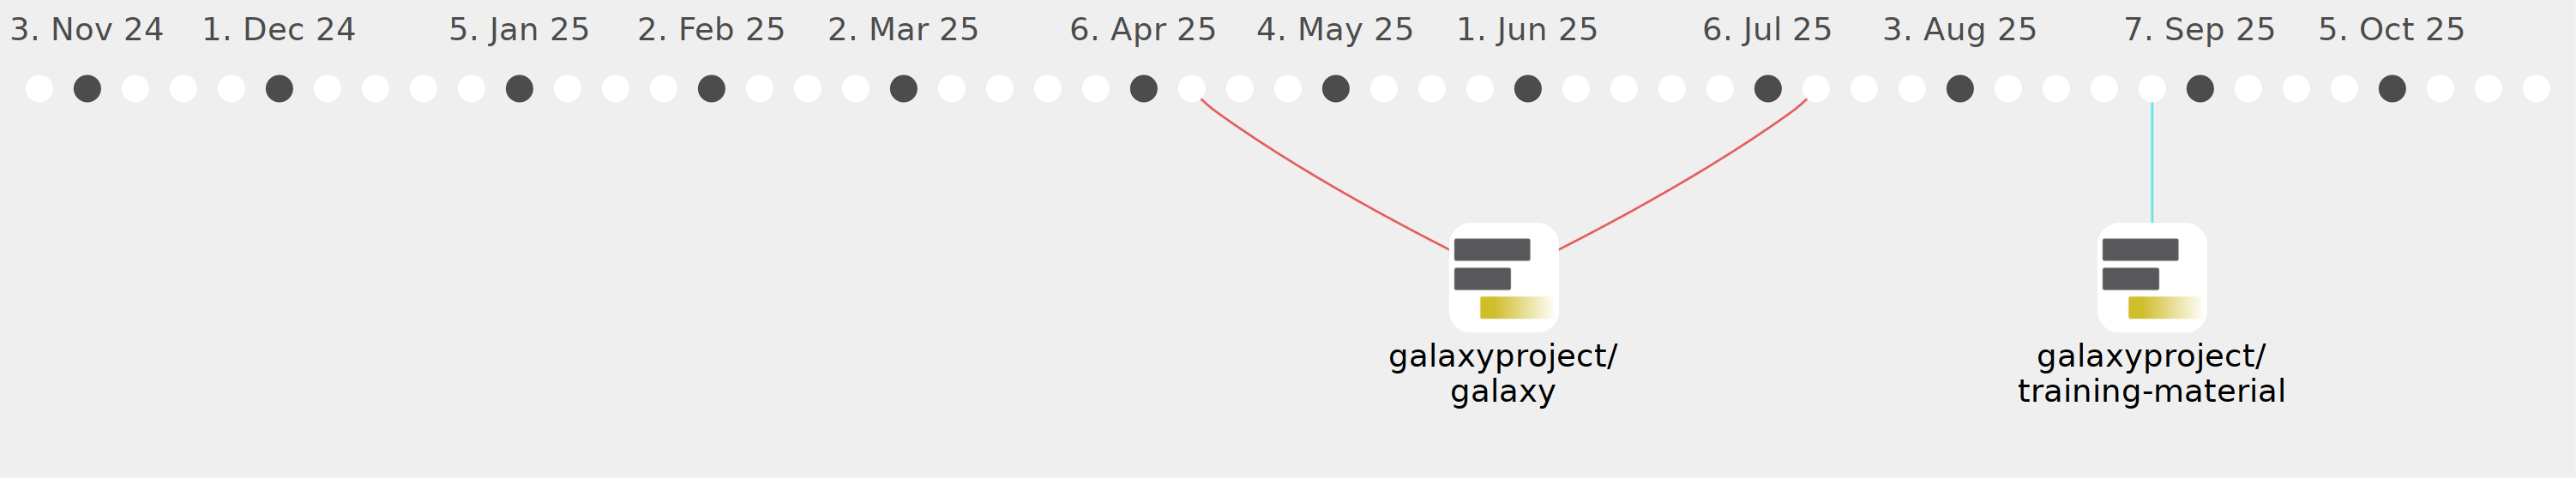 3. Nov 24 1. Dec 24 5. Jan 25 2. Feb 25 2. Mar 25 6. Apr 25 4. May 25 1. Jun 25 6. Jul 25 3. Aug 25 7. Sep 25 5. Oct 25
galaxyproject/
galaxy
galaxyproject/
training-material